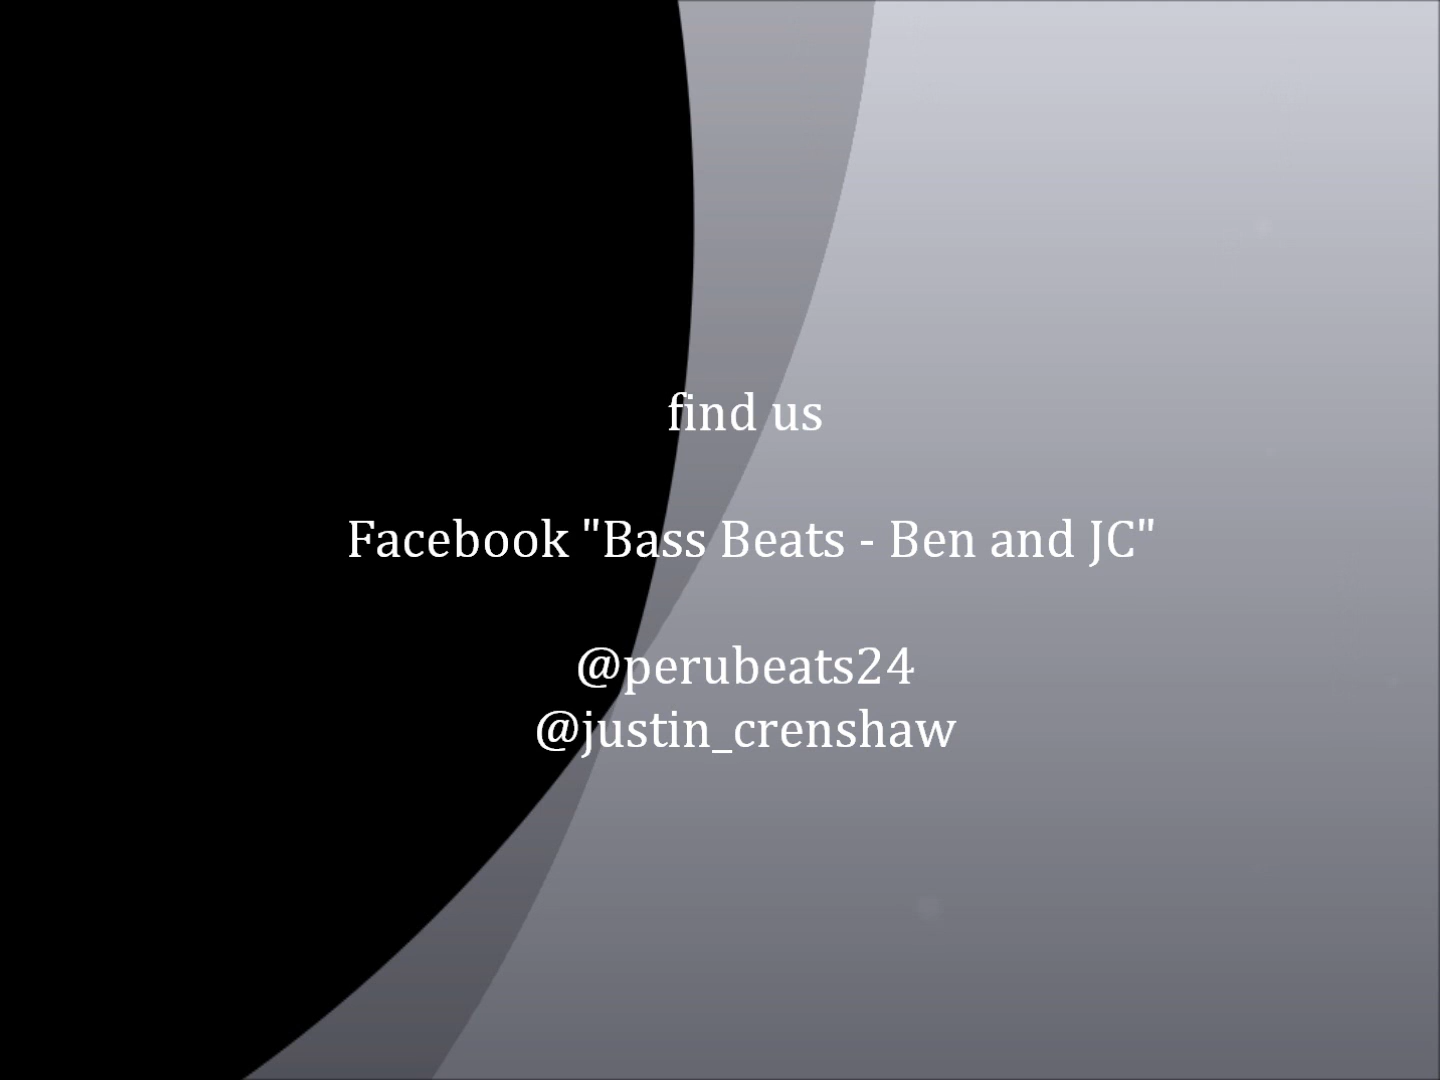 find us
Facebook "Bass Beats - Ben and JC"
@perubeats24
@justin_crenshaw